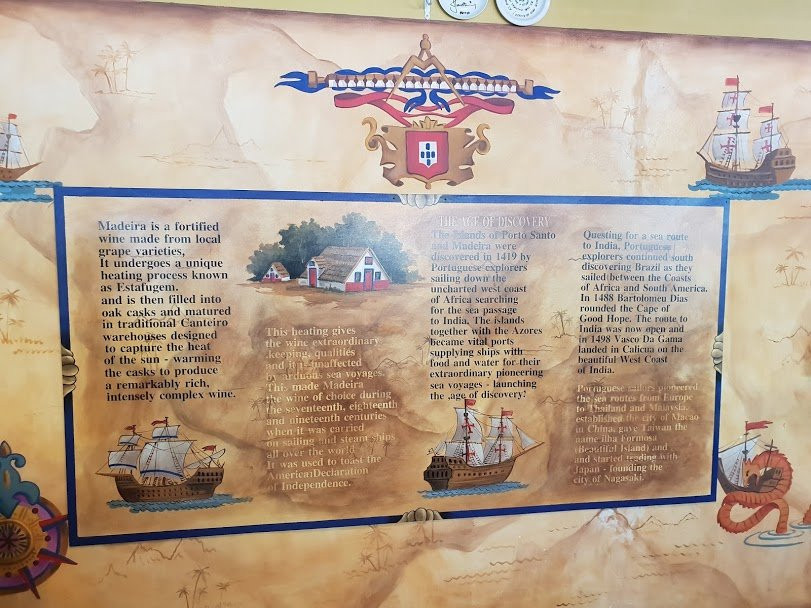 Madeira is a fortified
wine made from local
grape varieties,
It undergoes a unique
heating process known
as Estafugem.
and is then filled into
oak casks and matured
in traditional Canteiro
warehouses designed
to capture the heat
of the sun - warming
the casks to produce
a remarkably rich,
intensely complex wine.
This heating gives
the wine extraordinary
keeping, qualities
and it is unaffected
by arduous sea voyages.
This made Madeira
the wine of choice during
the seventeenth, eighteenth
and nineteenth centuries
when it was carried
on sailing and steam ships
all over the world
It was used to toast the
American Declaration
of Independence.
THE AGE OF DISCOVERY
The islands of Porto Santo
and Madeira were
discovered in 1419 by
Portuguese explorers
sailing down the
uncharted west coast
of Africa searching
for the sea passage
to India, The islands
together with the Azores
became vital ports
supplying ships with
food and water for their
extraordinary pioneering
sea voyages - launching
the age of discovery!
Questing for a sea route
to India, Portuguese
explorers continued south
discovering Brazil as they
sailed between the Coasts
of Africa and South America.
In 1488 Bartolomeu Dias
rounded the Cape of
Good Hope. The route to
India was now open and
in 1498 Vasco Da Gama
landed in Calicua on the
beautiful West Coast
of India.
Portuguese sailors pioneered
the sea routes from Europe
to Thailand and Malaysia,
established the city of Macao
in China, gave Taiwan the
name ilha Formosa
(Beautiful Island) and
and started trading with
Japan - founding the
city of Nagasaki.